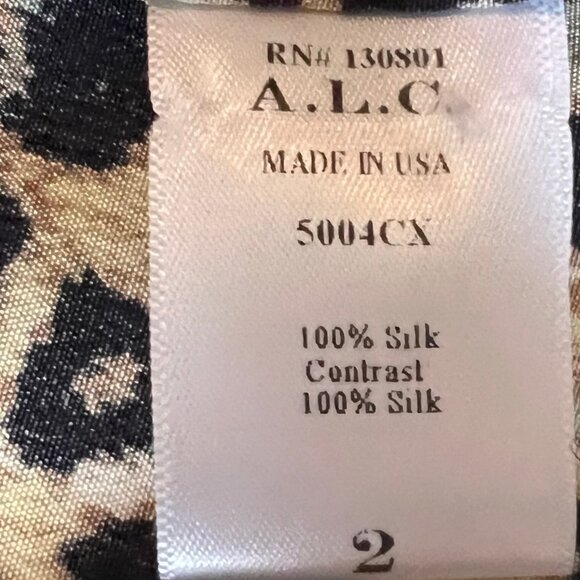 RN# 130801
A.L.C.
MADE IN USA
5004CX
100% Silk
Contrast
100% Silk
2